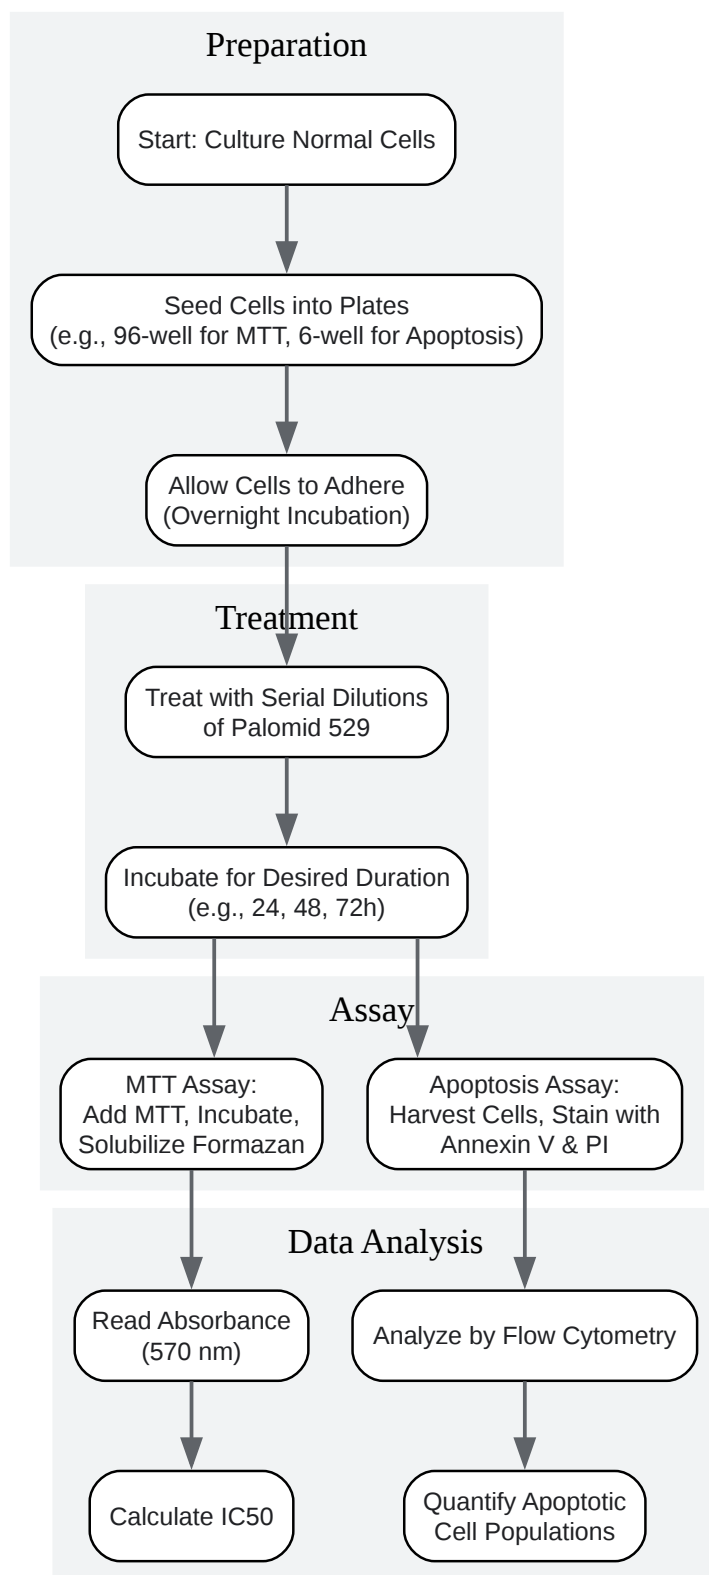 Preparation
Start: Culture Normal Cells
Seed Cells into Plates
(e.g., 96-well for MTT, 6-well for Apoptosis)
Allow Cells to Adhere
(Overnight Incubation)
Treatment
Treat with Serial Dilutions
of Palomid 529
Incubate for Desired Duration
(e.g., 24, 48, 72h)
Assay
MTT Assay:
Add MTT, Incubate,
Solubilize Formazan
Apoptosis Assay:
Harvest Cells, Stain with
Annexin V & PI
Data Analysis
Read Absorbance
(570 nm)
Analyze by Flow Cytometry
Calculate IC50
Quantify Apoptotic
Cell Populations